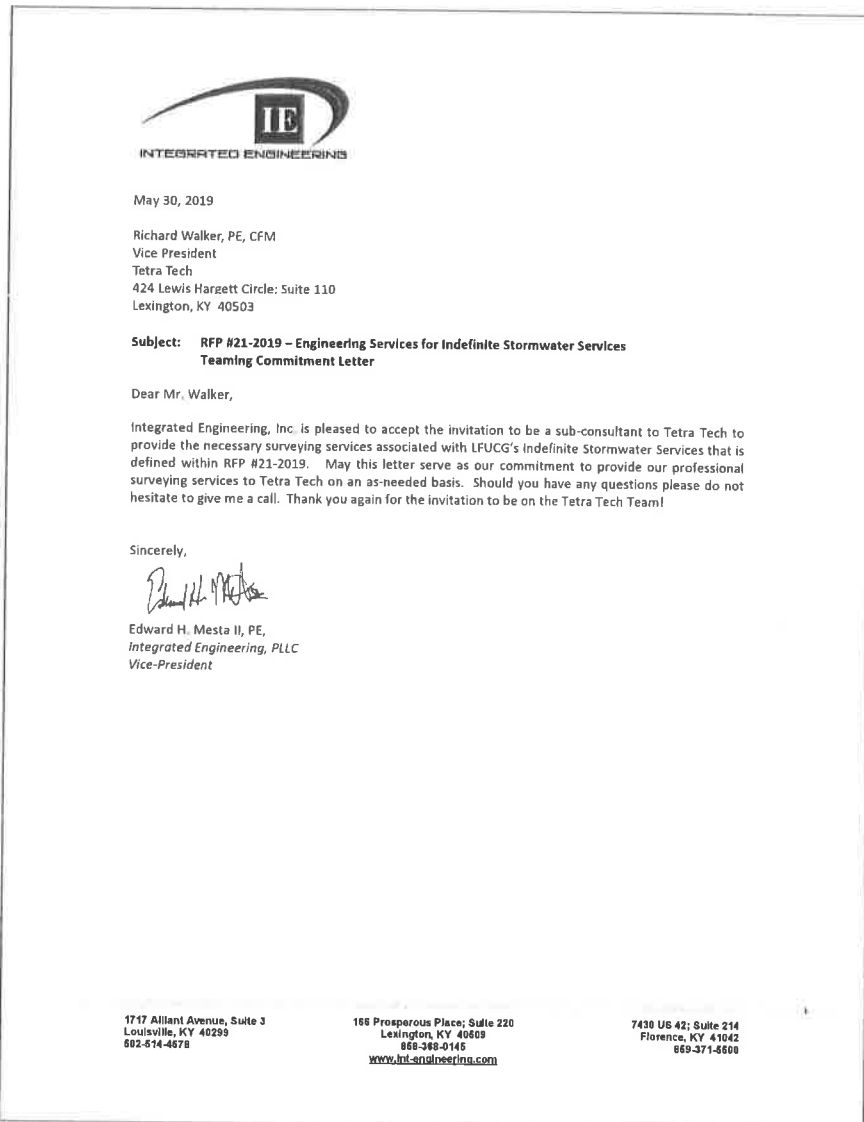 IE
INTEGRATED ENGINEERING
May 30, 2019
Richard Walker, PE, CFM
Vice President
Tetra Tech
424 Lewis Hargett Circle: Suite 110
Lexington, KY 40503
Subject: RFP #21-2019 – Engineering Services for Indefinite Stormwater Services
Teaming Commitment Letter
Dear Mr. Walker,
Integrated Engineering, Inc. is pleased to accept the invitation to be a sub-consultant to Tetra Tech to
provide the necessary surveying services associated with LFUCG's Indefinite Stormwater Services that is
defined within RFP #21-2019. May this letter serve as our commitment to provide our professional
surveying services to Tetra Tech on an as-needed basis. Should you have any questions please do not
hesitate to give me a call. Thank you again for the invitation to be on the Tetra Tech Team!
Sincerely,
Edward H. Mesta II, PE,
Integrated Engineering, PLLC
Vice-President
1717 Alliant Avenue, Suite 3
Louisville, KY 40299
502-514-4578
166 Prosperous Place; Suite 220
Lexington, KY 40509
859-368-0145
www.int-engineering.com
7430 US 42; Suite 214
Florence, KY 41042
859-371-5500